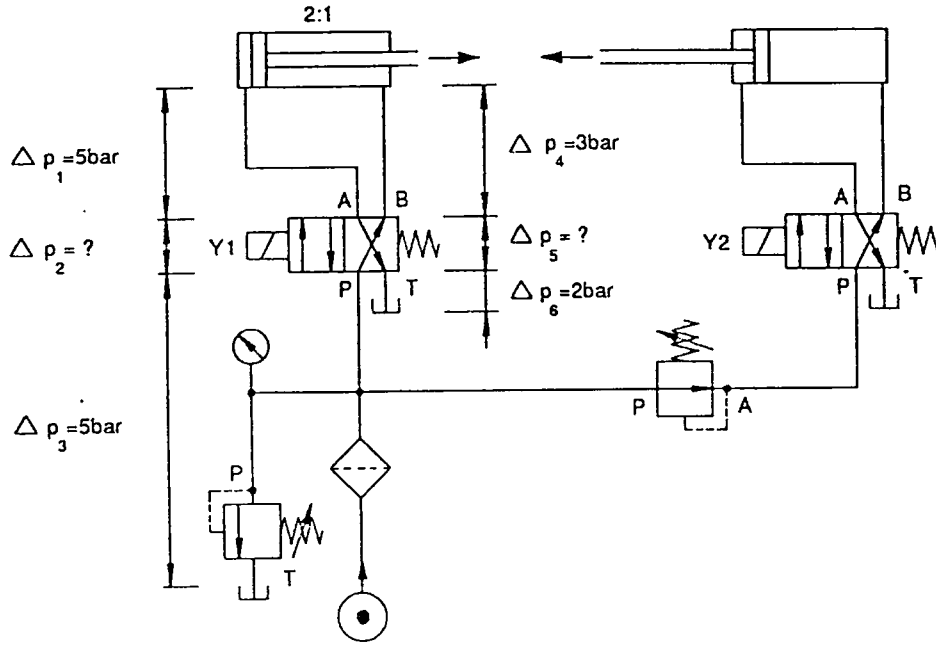 2:1
Δ p1 =5bar
Δ p4 =3bar
A B
A B
Δ p2 = ?
Y1
Δ p5 = ?
Y2
P T
P T
Δ p6 =2bar
P A
Δ p3 =5bar
P
T